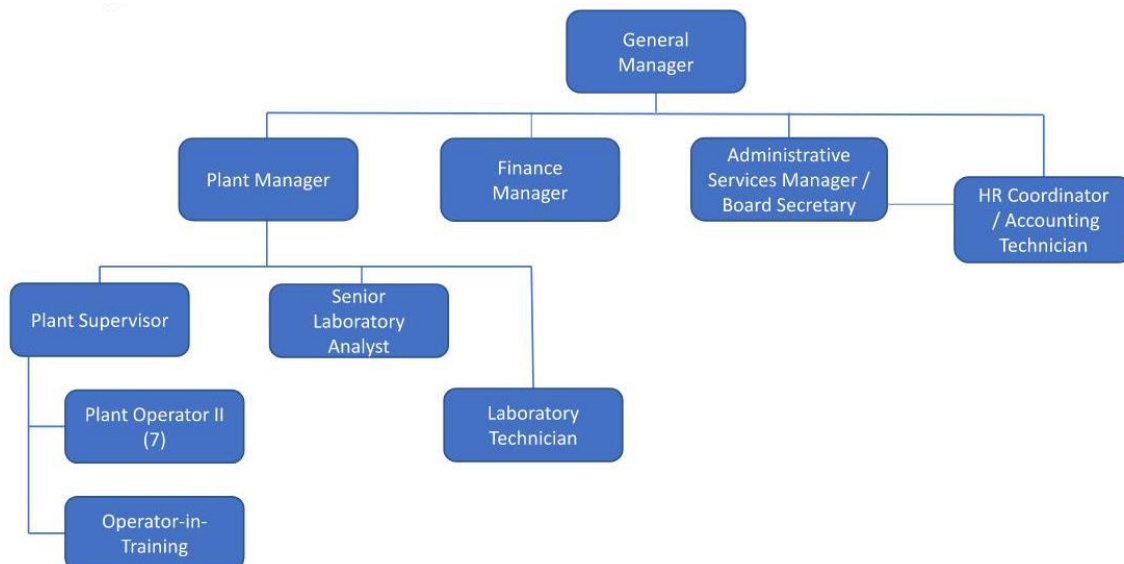 General
Manager
Plant Manager
Finance
Manager
Administrative
Services Manager /
Board Secretary
HR Coordinator
/ Accounting
Technician
Plant Supervisor
Senior
Laboratory
Analyst
Laboratory
Technician
Plant Operator II
(7)
Operator-in-
Training